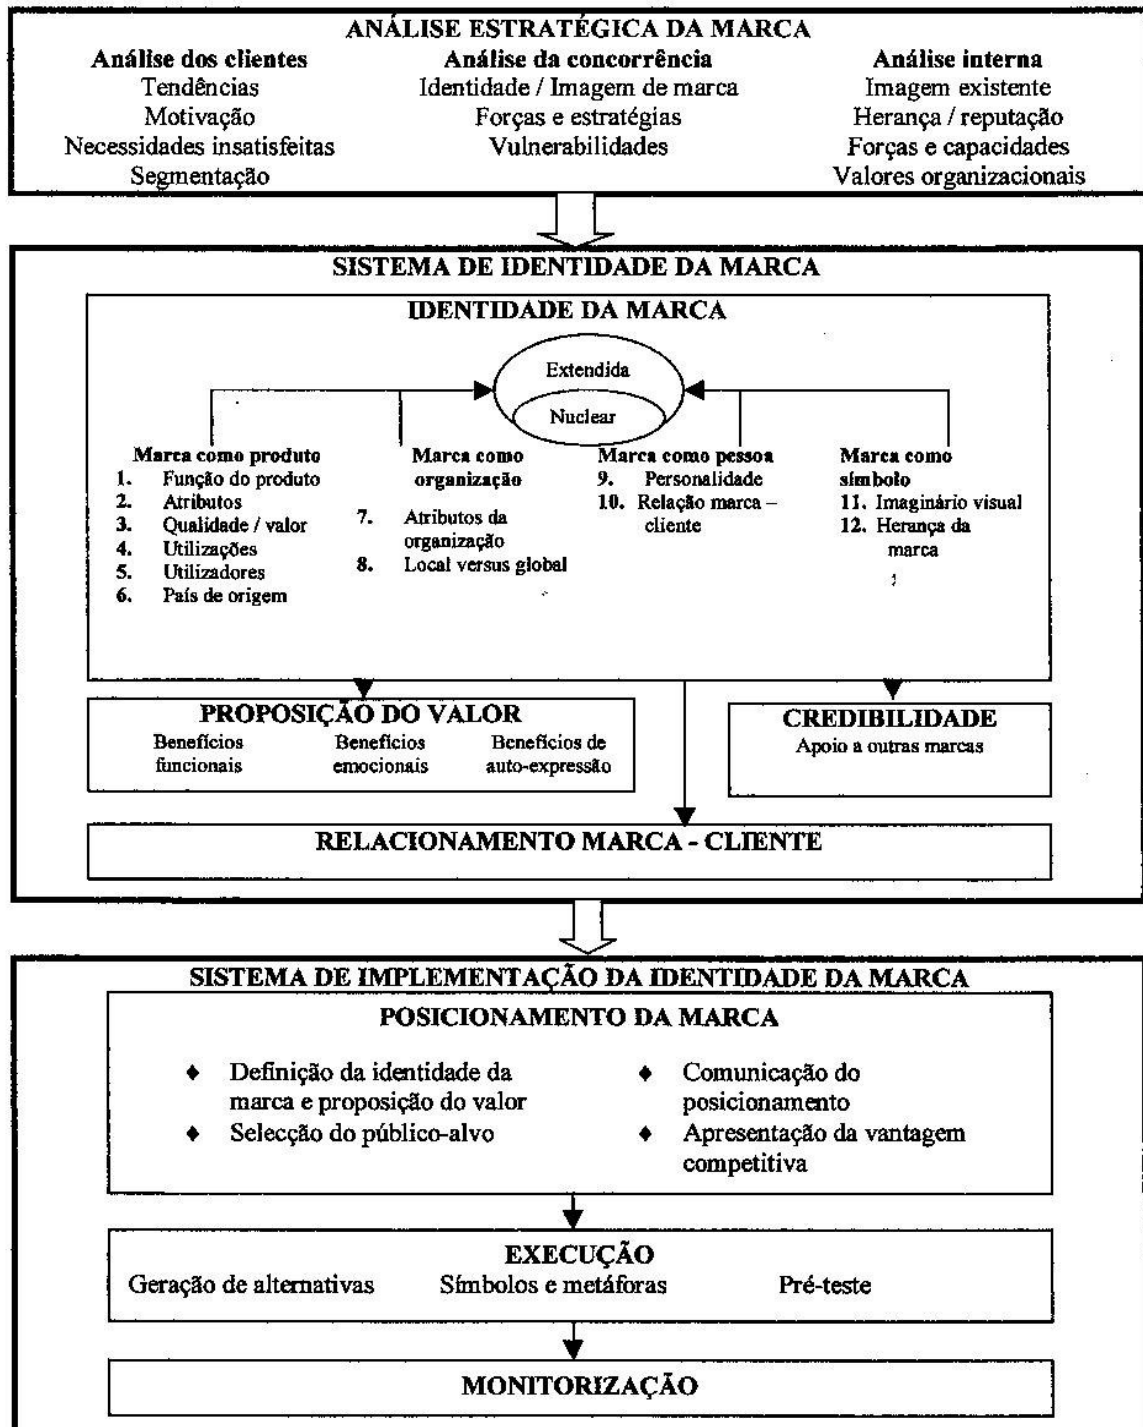 ANÁLISE ESTRATÉGICA DA MARCA
Análise dos clientes
Tendências
Motivação
Necessidades insatisfeitas
Segmentação
Análise da concorrência
Identidade / Imagem de marca
Forças e estratégias
Vulnerabilidades
Análise interna
Imagem existente
Herança / reputação
Forças e capacidades
Valores organizacionais
SISTEMA DE IDENTIDADE DA MARCA
IDENTIDADE DA MARCA
Extendida
Nuclear
Marca como produto
1. Função do produto
2. Atributos
3. Qualidade / valor
4. Utilizações
5. Utilizadores
6. País de origem
Marca como
organização
7. Atributos da
organização
8. Local versus global
Marca como pessoa
9. Personalidade
10. Relação marca –
cliente
Marca como
símbolo
11. Imaginário visual
12. Herança da
marca
PROPOSIÇÃO DO VALOR
Benefícios
funcionais
Benefícios
emocionais
Benefícios de
auto-expressão
CREDIBILIDADE
Apoio a outras marcas
RELACIONAMENTO MARCA - CLIENTE
SISTEMA DE IMPLEMENTAÇÃO DA IDENTIDADE DA MARCA
POSICIONAMENTO DA MARCA
♦ Definição da identidade da
marca e proposição do valor
♦ Selecção do público-alvo
♦ Comunicação do
posicionamento
♦ Apresentação da vantagem
competitiva
EXECUÇÃO
Geração de alternativas
Símbolos e metáforas
Pré-teste
MONITORIZAÇÃO